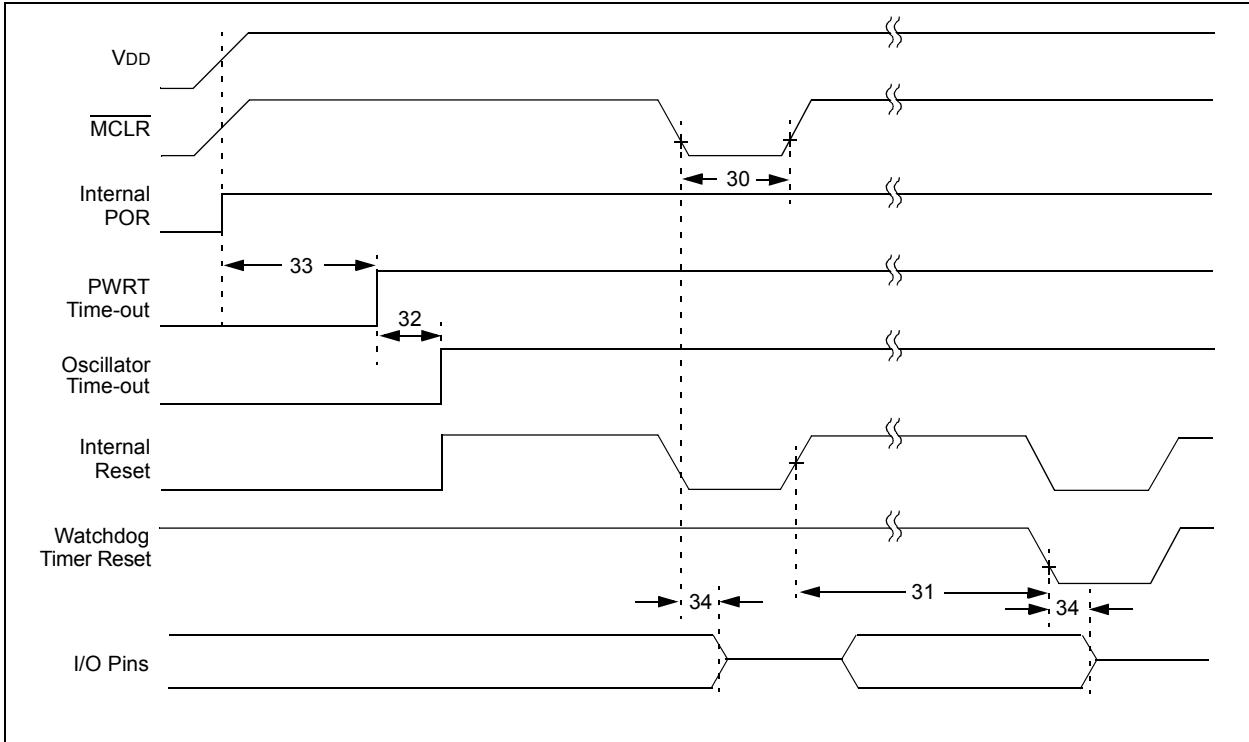 VDD
MCLR
30
Internal
POR
33
PWRT
Time-out
32
Oscillator
Time-out
Internal
Reset
Watchdog
Timer Reset
31
34
34
I/O Pins